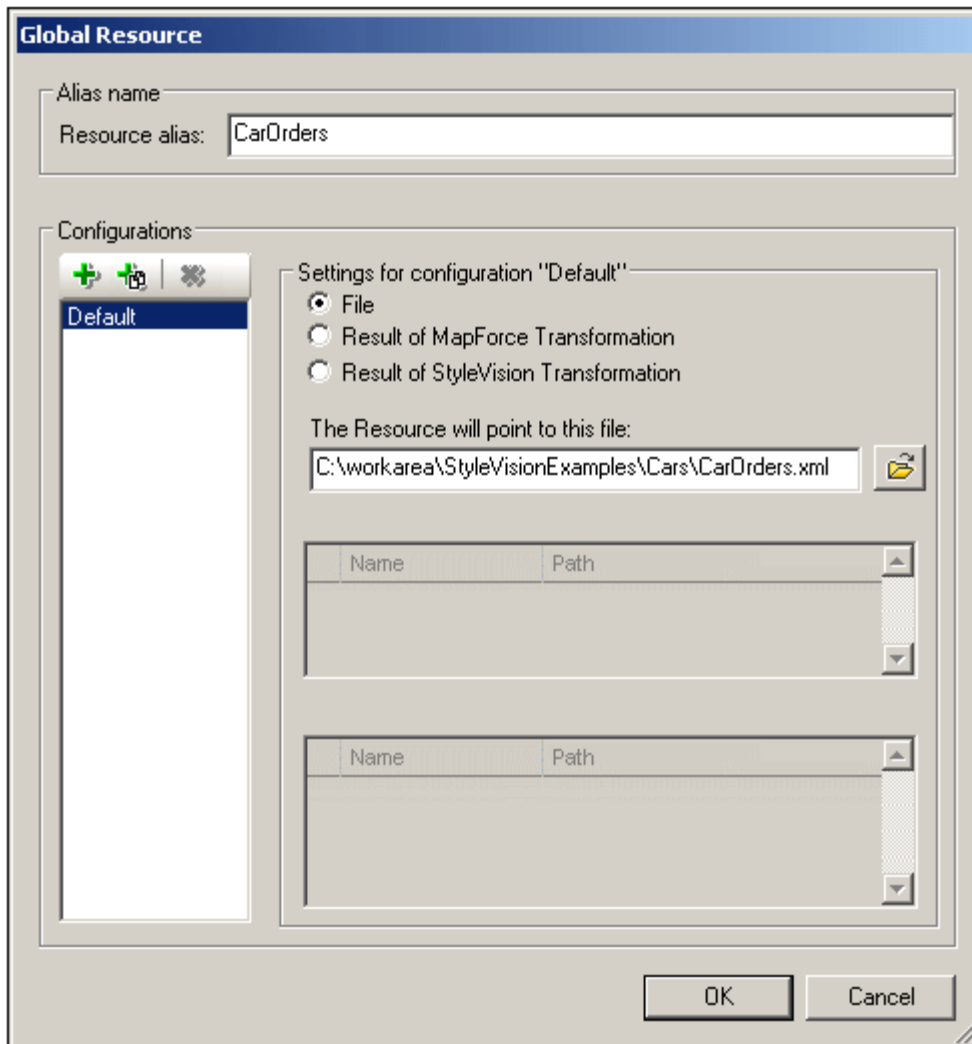 Global Resource
Alias name
Resource alias: CarOrders
Configurations
Settings for configuration "Default"
Default
File
Result of MapForce Transformation
Result of StyleVision Transformation
The Resource will point to this file:
C:\workarea\StyleVisionExamples\Cars\CarOrders.xml
Name Path
Name Path
OK Cancel